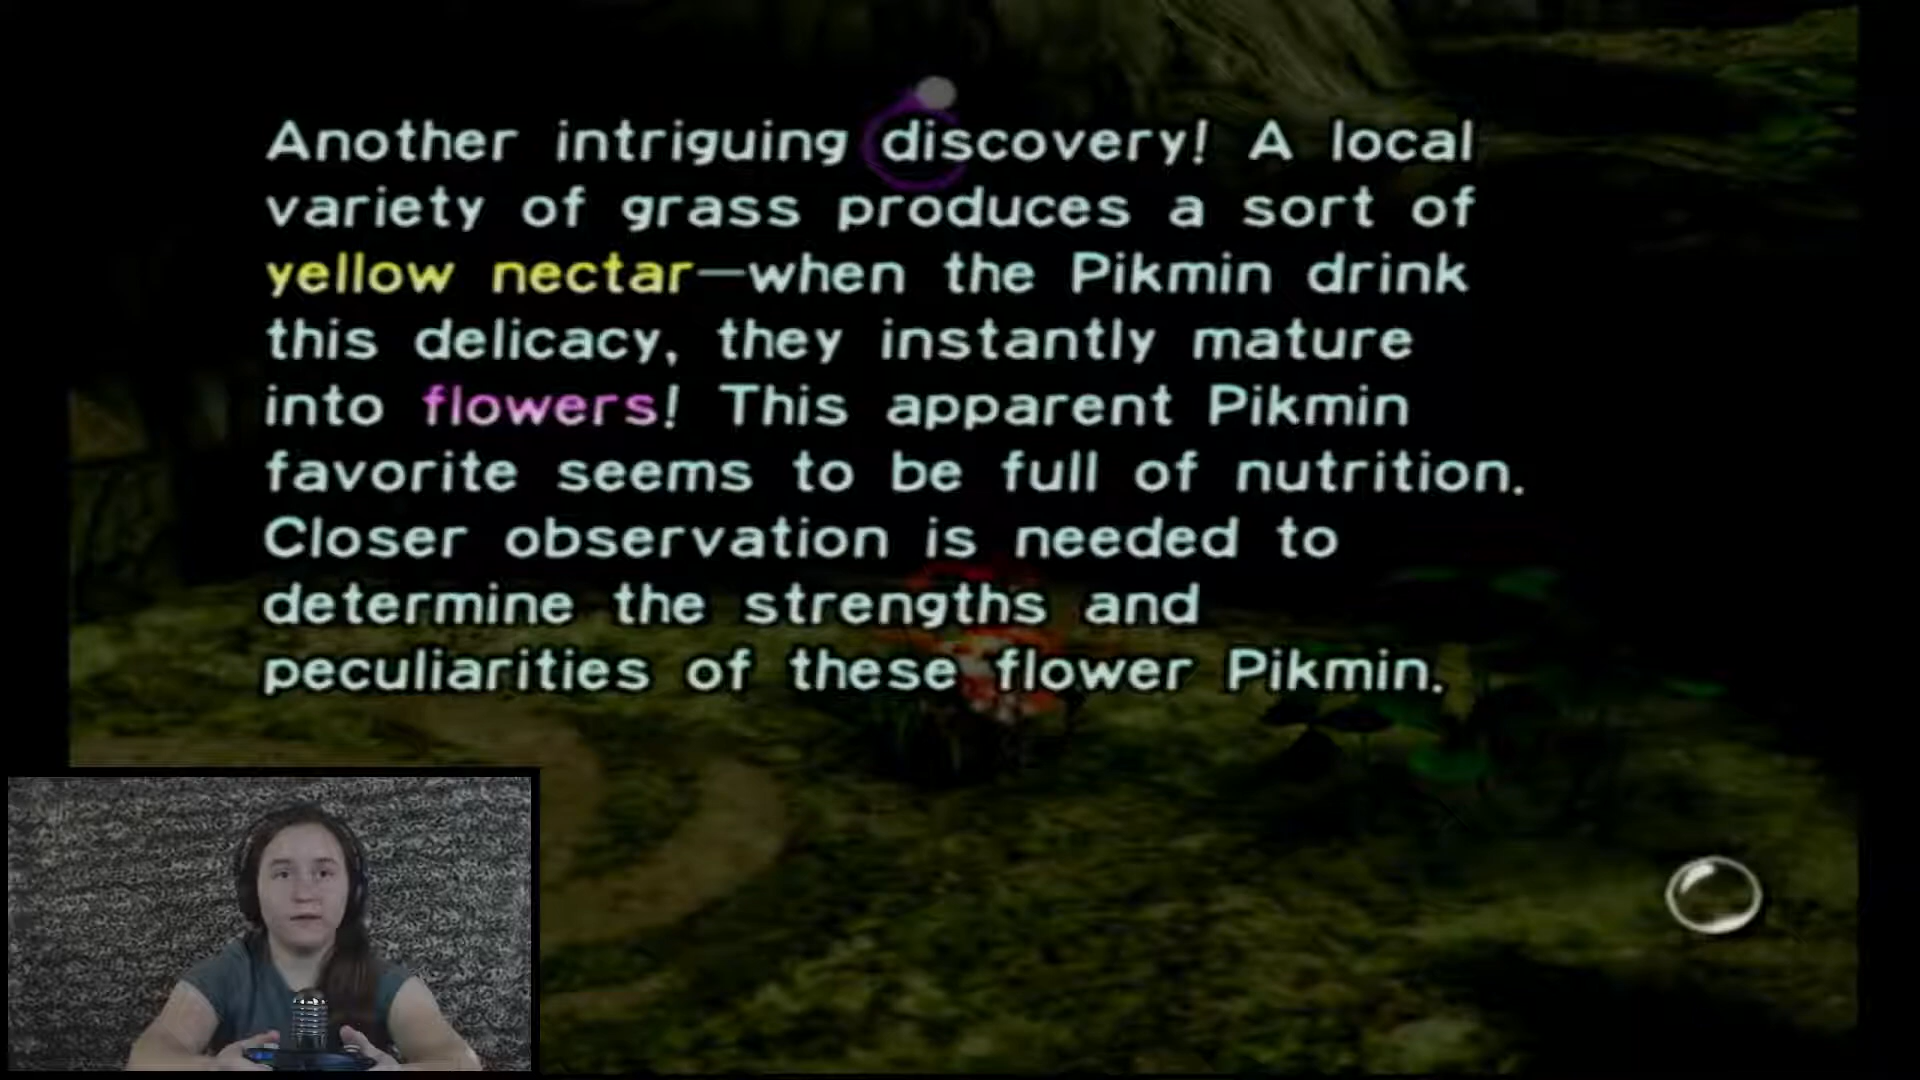 Another intriguing discovery! A local
variety of grass produces a sort of
yellow nectar—when the Pikmin drink
this delicacy, they instantly mature
into flowers! This apparent Pikmin
favorite seems to be full of nutrition.
Closer observation is needed to
determine the strengths and
peculiarities of these flower Pikmin.